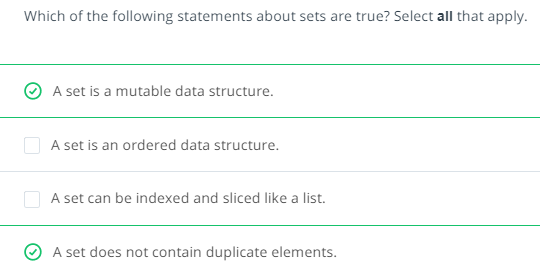 Which of the following statements about sets are true? Select all that apply.
A set is a mutable data structure.
A set is an ordered data structure.
A set can be indexed and sliced like a list.
A set does not contain duplicate elements.